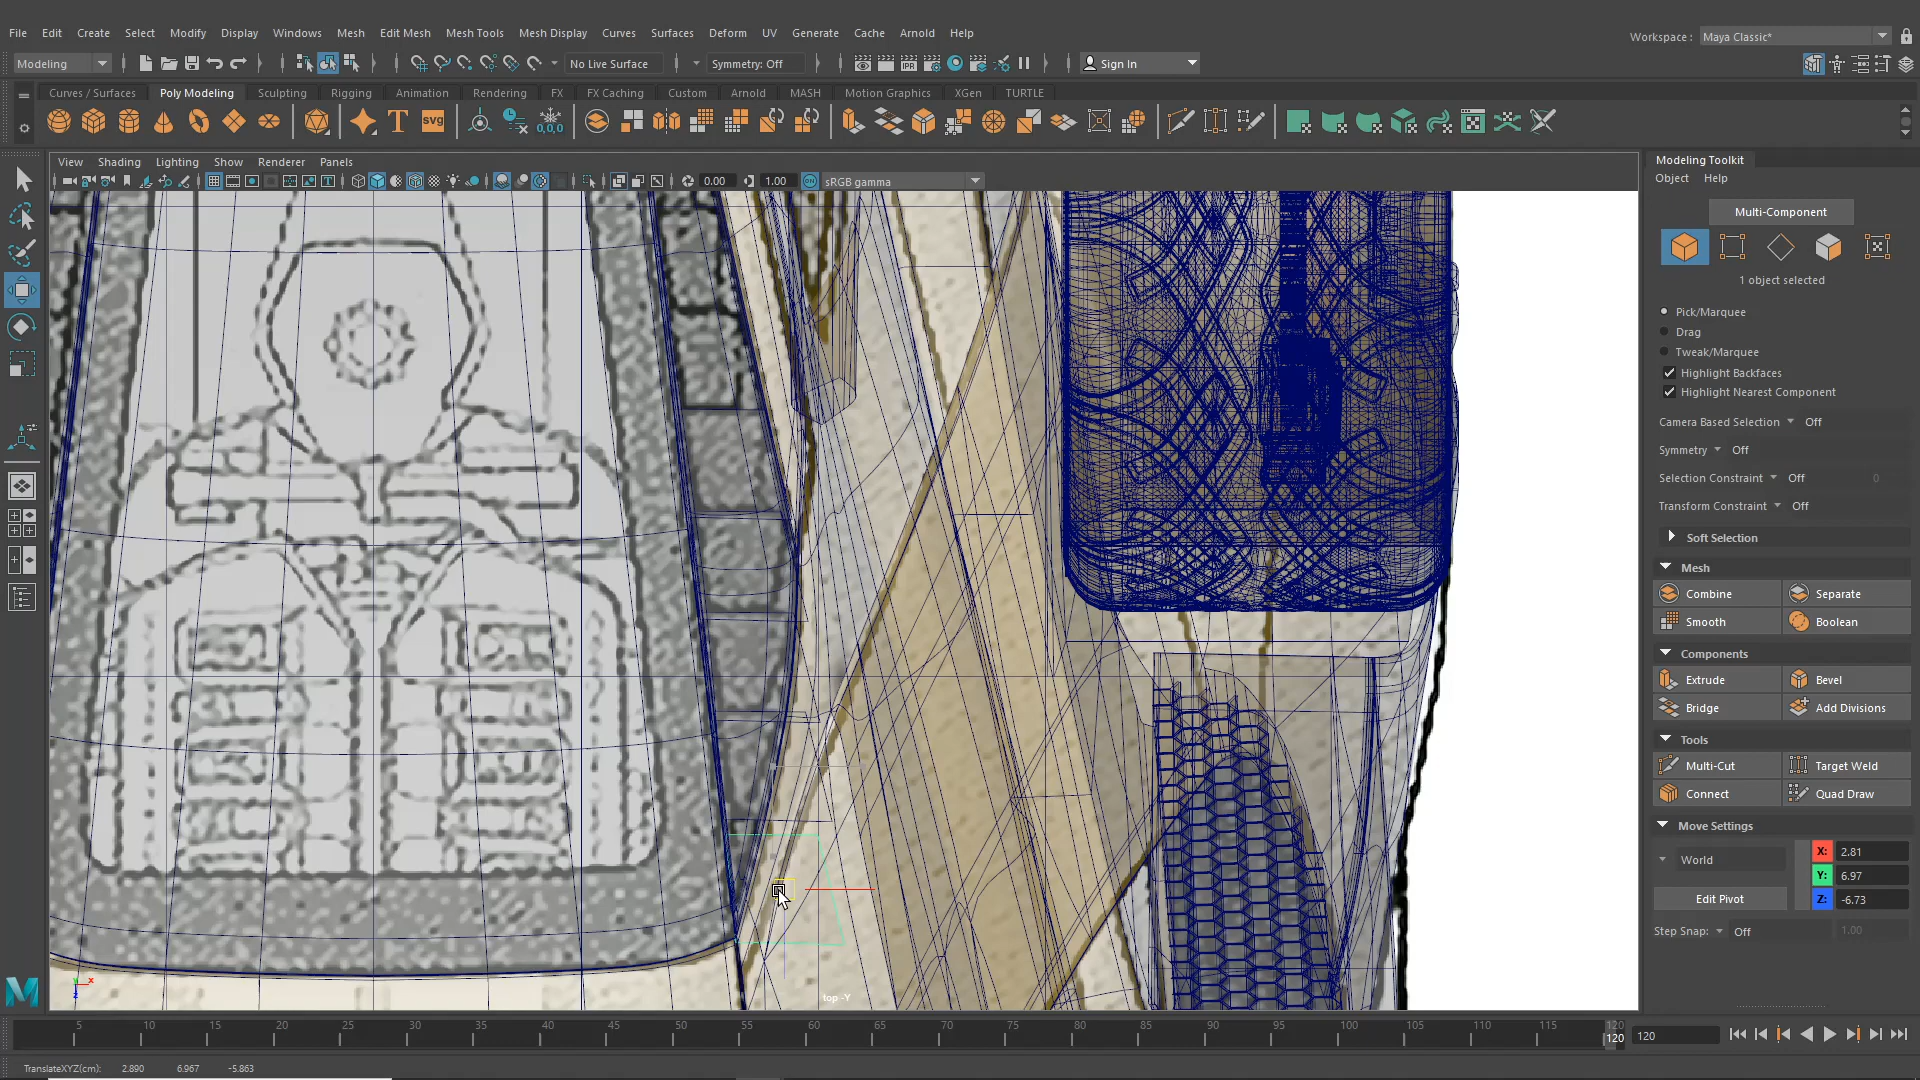 File Edit Create Select Modify Display Windows Mesh Edit Mesh Mesh Tools Mesh Display Curves Surfaces Deform UV Generate Cache Arnold Help
Workspace : Maya Classic*
Modeling No Live Surface Symmetry: Off IPR Sign In
Curves / Surfaces Poly Modeling Sculpting Rigging Animation Rendering FX FX Caching Custom Arnold MASH Motion Graphics XGen TURTLE
T svg 0,0,0
View Shading Lighting Show Renderer Panels
0.00 1.00 ON sRGB gamma
Modeling Toolkit
Object Help
Multi-Component
1 object selected
Pick/Marquee
Drag
Tweak/Marquee
Highlight Backfaces
Highlight Nearest Component
Camera Based Selection Off
Symmetry Off
Selection Constraint Off 0
Transform Constraint Off
Soft Selection
Mesh
Combine Separate
Smooth Boolean
Components
Extrude Bevel
Bridge Add Divisions
Tools
Multi-Cut Target Weld
Connect Quad Draw
Move Settings
World X: 2.81
Y: 6.97
Edit Pivot Z: -6.73
Step Snap: Off 1.00
top -Y
5 10 15 20 25 30 35 40 45 50 55 60 65 70 75 80 85 90 95 100 105 110 115 120
120 120
TranslateXYZ(cm): 2.890 6.967 -5.863